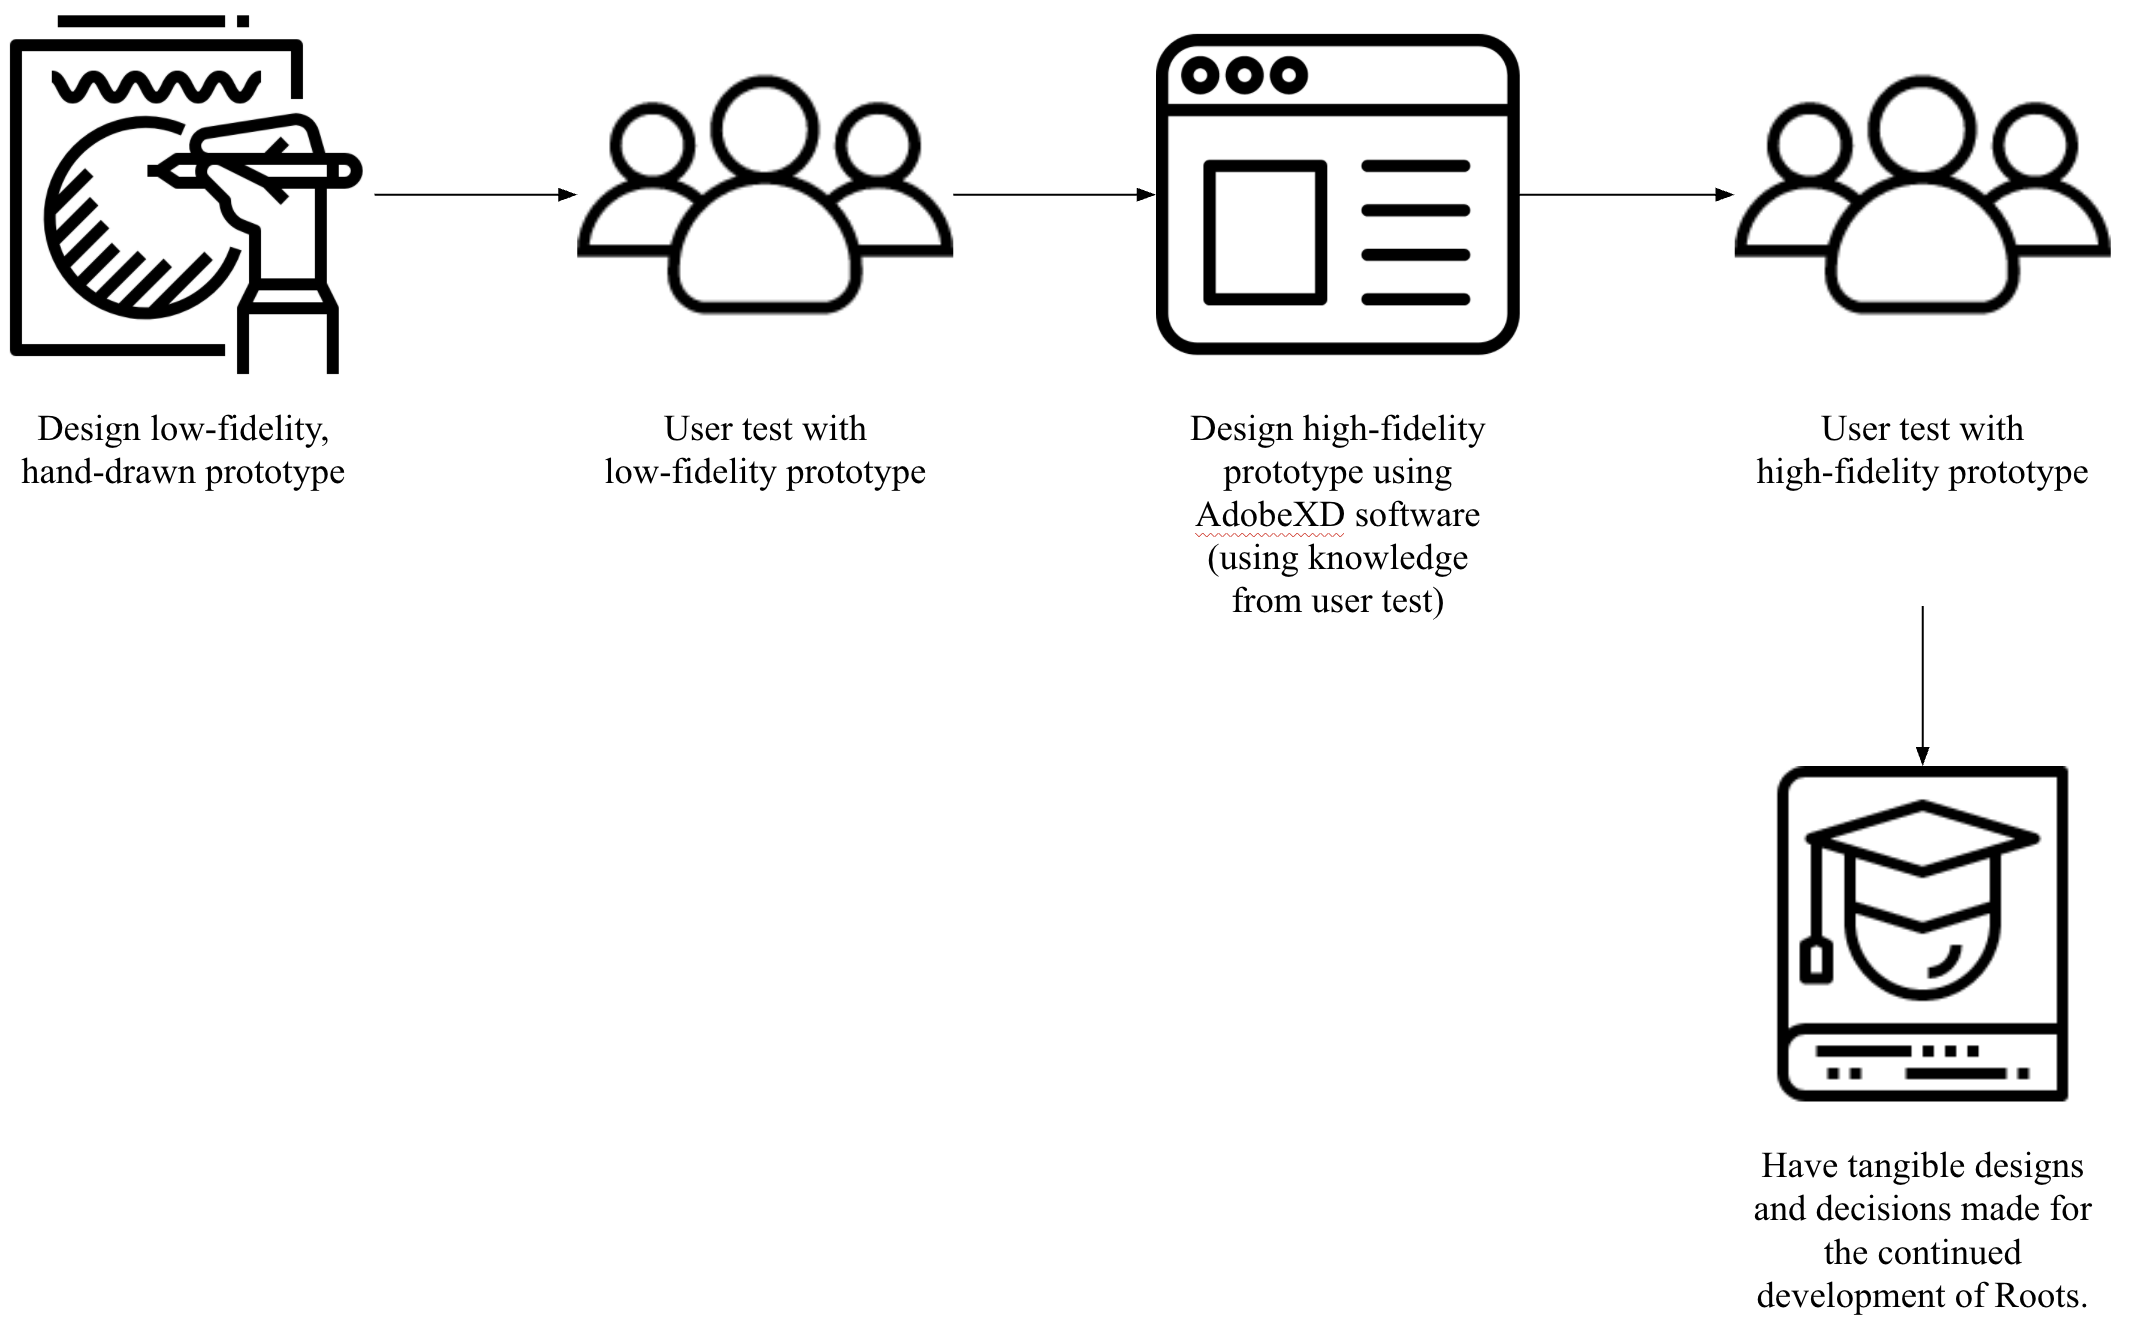 Design low-fidelity,
hand-drawn prototype
User test with
low-fidelity prototype
Design high-fidelity
prototype using
AdobeXD software
(using knowledge
from user test)
User test with
high-fidelity prototype
Have tangible designs
and decisions made for
the continued
development of Roots.